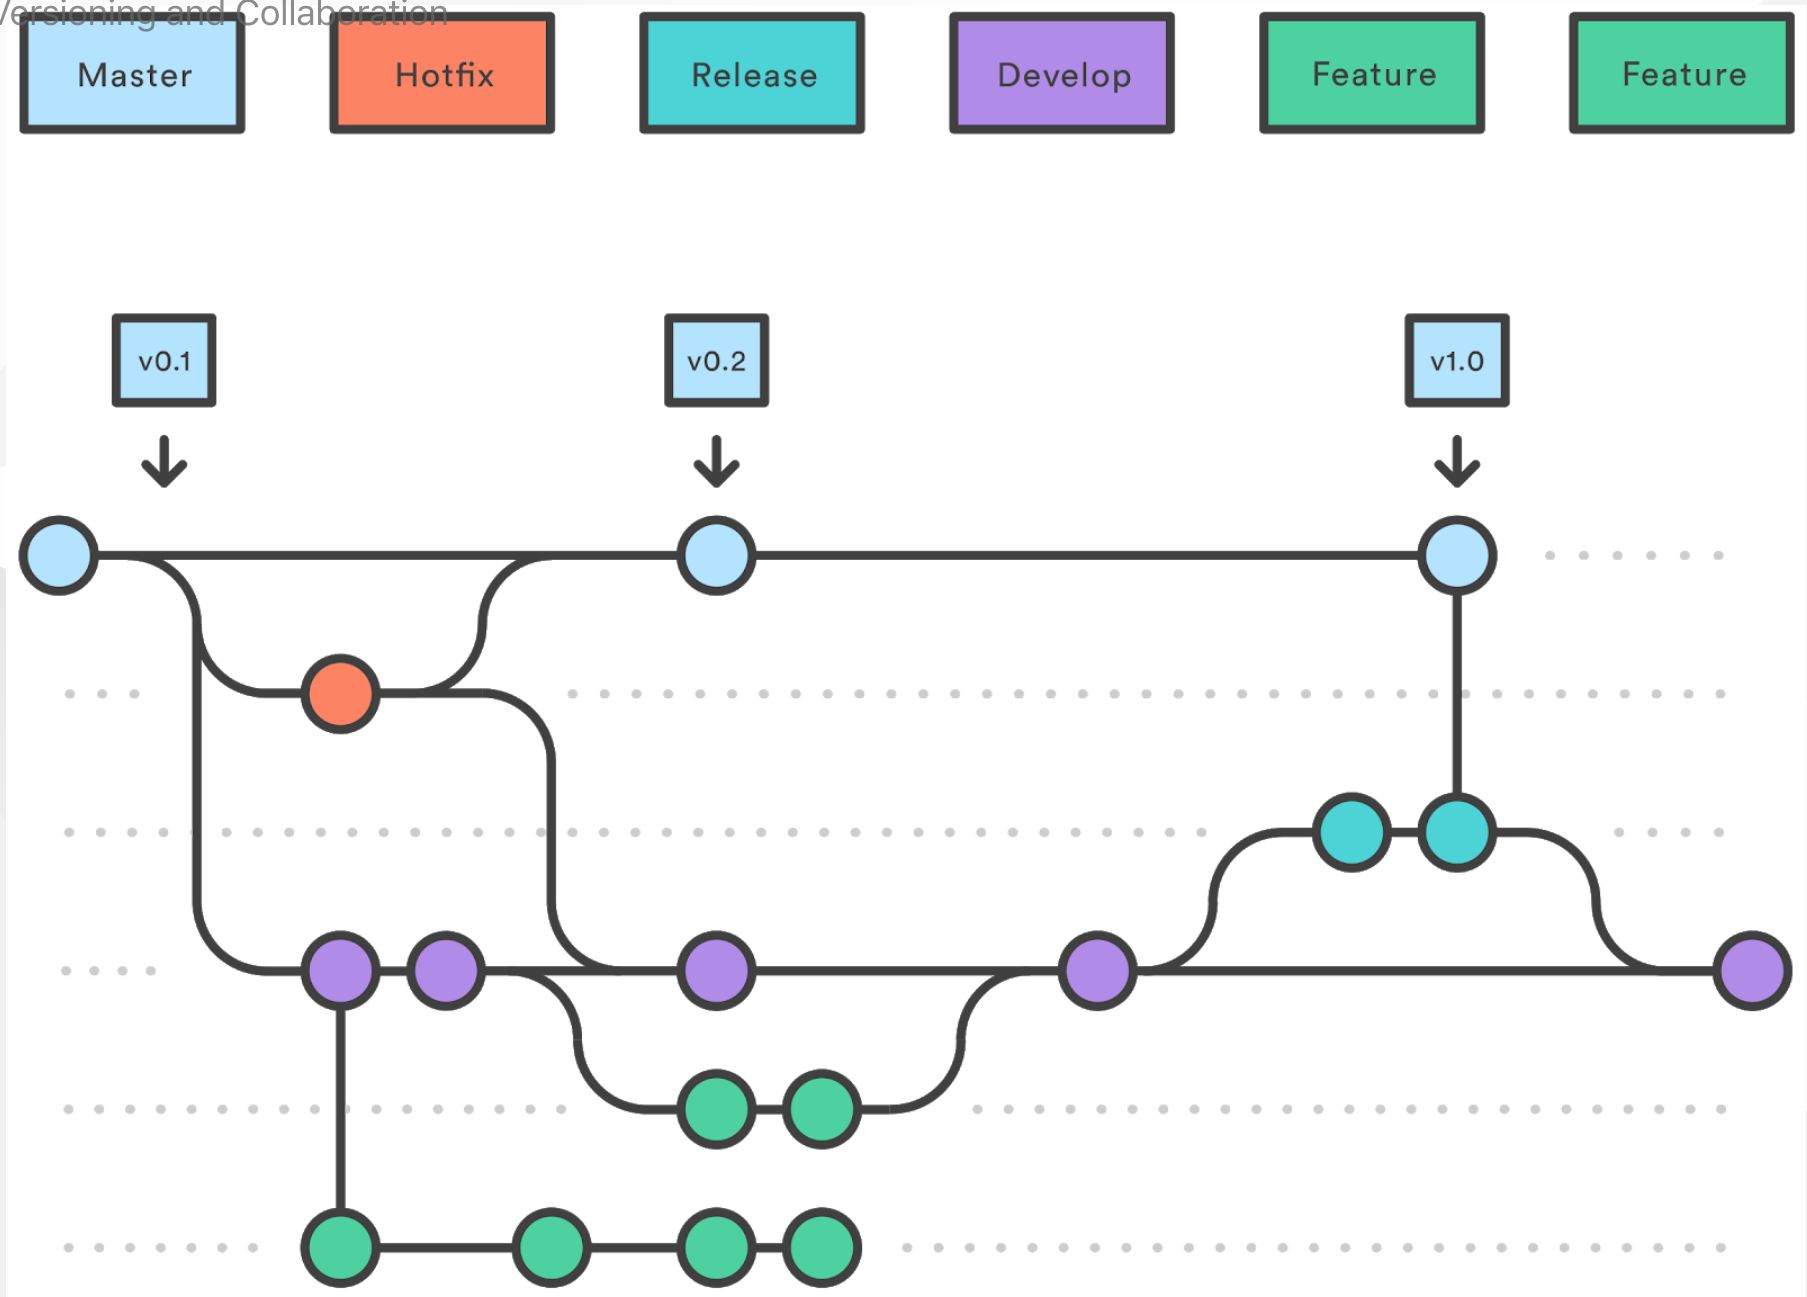 Versioning and Collaboration
Master
Hotfix
Release
Develop
Feature
Feature
v0.1
v0.2
v1.0